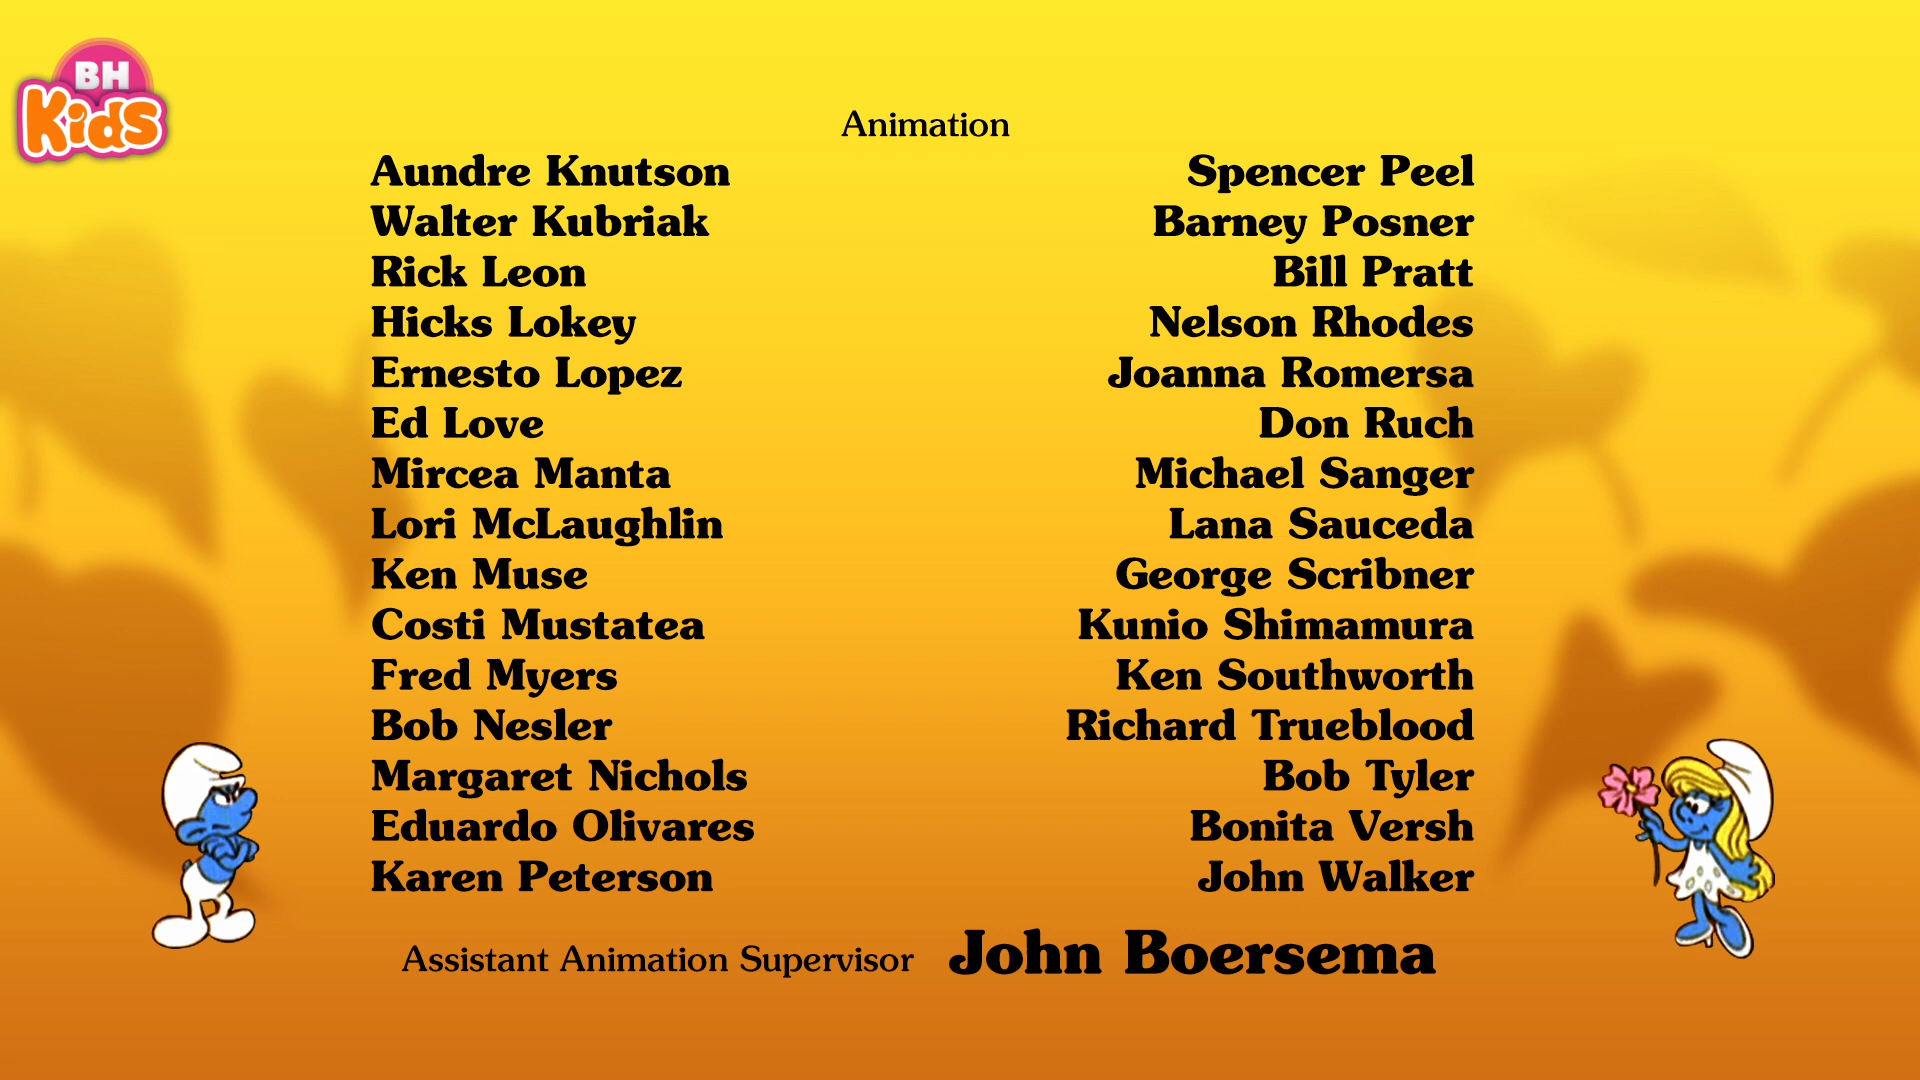 BH
Kids
Animation
Aundre Knutson
Walter Kubriak
Rick Leon
Hicks Lokey
Ernesto Lopez
Ed Love
Mircea Manta
Lori McLaughlin
Ken Muse
Costi Mustatea
Fred Myers
Bob Nesler
Margaret Nichols
Eduardo Olivares
Karen Peterson
Spencer Peel
Barney Posner
Bill Pratt
Nelson Rhodes
Joanna Romersa
Don Ruch
Michael Sanger
Lana Sauceda
George Scribner
Kunio Shimamura
Ken Southworth
Richard Trueblood
Bob Tyler
Bonita Versh
John Walker
Assistant Animation Supervisor John Boersema